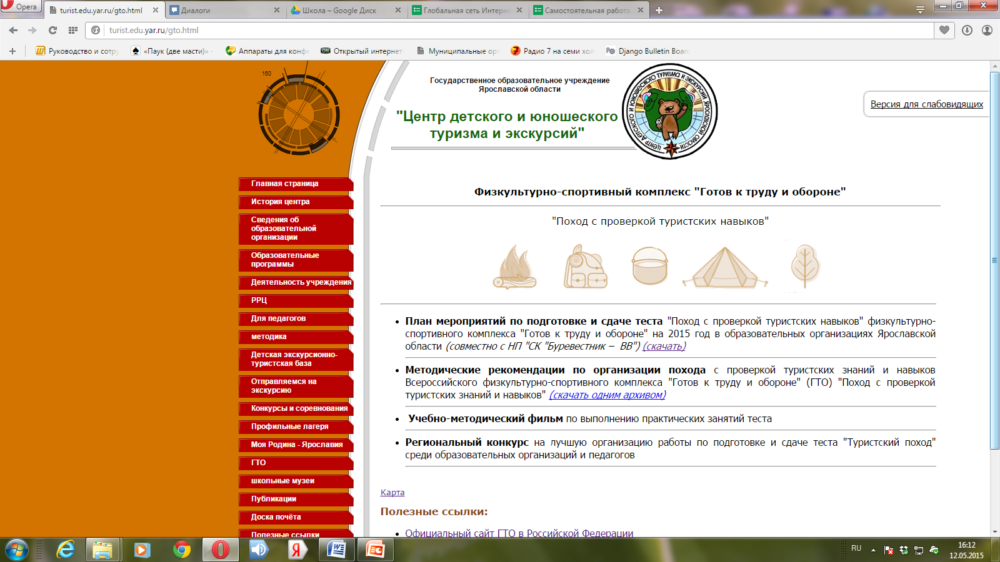 Opera
turist.edu.yar.ru/gto.html
Диалоги
Школа – Google Диск
Глобальная сеть Интерне
Самостоятельная работа
turist.edu.yar.ru/gto.html
Руководство и сотру
«Паук (две масти)» -
Аппараты для конфе
Открытый интернет-
Муниципальные орг
Радио 7 на семи хол
Django Bulletin Board
160
Государственное образовательное учреждение
Ярославской области
"Центр детского и юношеского
туризма и экскурсий"
ЦЕНТР ДЕТСКОГО И ЮНОШЕСКОГО ТУРИЗМА И ЭКСКУРСИЙ ЯРОСЛАВСКОЙ ОБЛАСТИ
Версия для слабовидящих
Главная страница
История центра
Сведения об
образовательной
организации
Образовательные
программы
Деятельность учреждения
РРЦ
Для педагогов
методика
Детская экскурсионно-
туристская база
Отправляемся на
экскурсию
Конкурсы и соревнования
Профильные лагеря
Моя Родина - Ярославия
ГТО
школьные музеи
Публикации
Доска почёта
Полезные ссылки
Физкультурно-спортивный комплекс "Готов к труду и обороне"
"Поход с проверкой туристских навыков"
• План мероприятий по подготовке и сдаче теста "Поход с проверкой туристских навыков" физкультурно-
спортивного комплекса "Готов к труду и обороне" на 2015 год в образовательных организациях Ярославской
области (совместно с НП "СК "Буревестник – ВВ") (скачать)
• Методические рекомендации по организации похода с проверкой туристских знаний и навыков
Всероссийского физкультурно-спортивного комплекса "Готов к труду и обороне" (ГТО) "Поход с проверкой
туристских знаний и навыков" (скачать одним архивом)
• Учебно-методический фильм по выполнению практических занятий теста
• Региональный конкурс на лучшую организацию работы по подготовке и сдаче теста "Туристский поход"
среди образовательных организаций и педагогов
Карта
Полезные ссылки:
• Официальный сайт ГТО в Российской Федерации
RU
16:12
12.05.2015